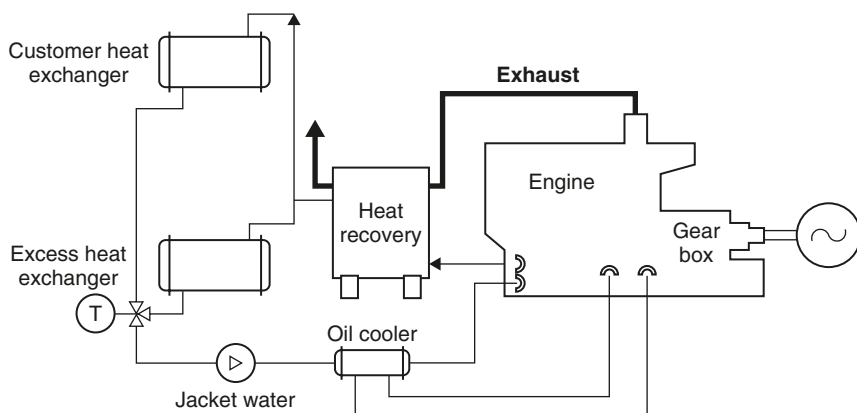 Customer heat
exchanger
Exhaust
Engine
Heat
recovery
Gear
box
Excess heat
exchanger
T
Oil cooler
Jacket water